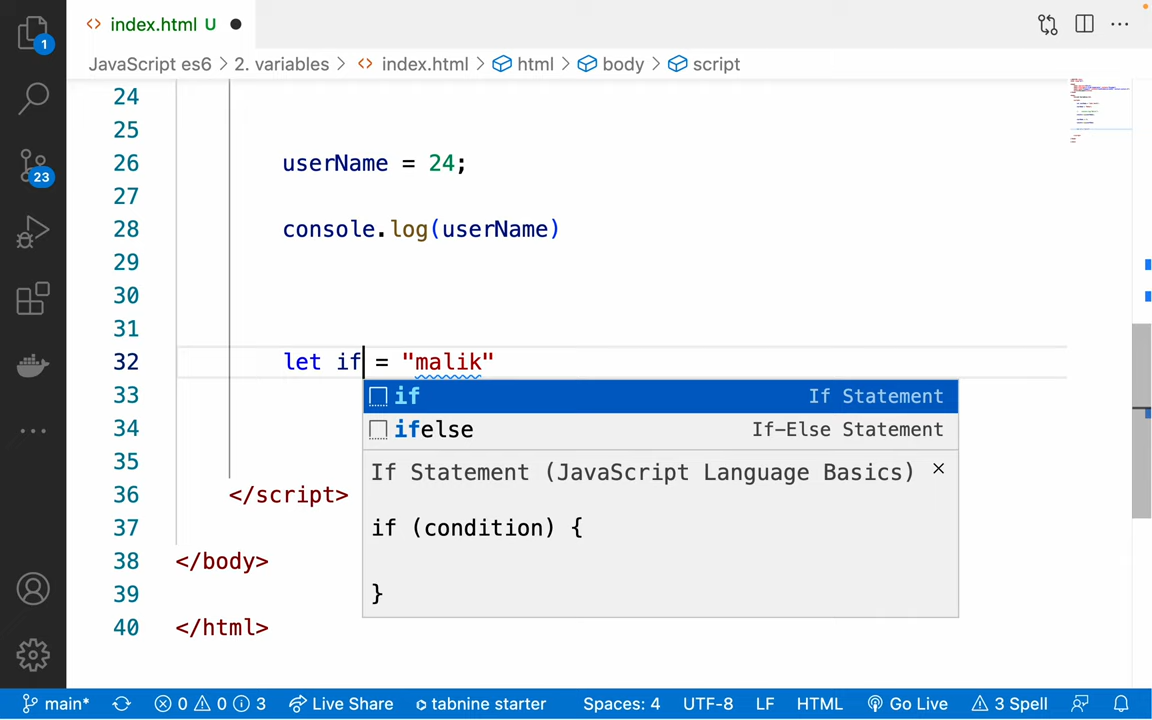 index.html U
1
JavaScript es6 > 2. variables > index.html > html > body > script
24
25
26 userName = 24;
27
28 console.log(userName)
29
30
31
32 let if = "malik"
33 if If Statement
34 ifelse If-Else Statement
35 If Statement (JavaScript Language Basics) ×
36 </script>
37 if (condition) {
38 </body>
39 }
40 </html>
23
main* 0 0 3 Live Share tabnine starter Spaces: 4 UTF-8 LF HTML Go Live 3 Spell